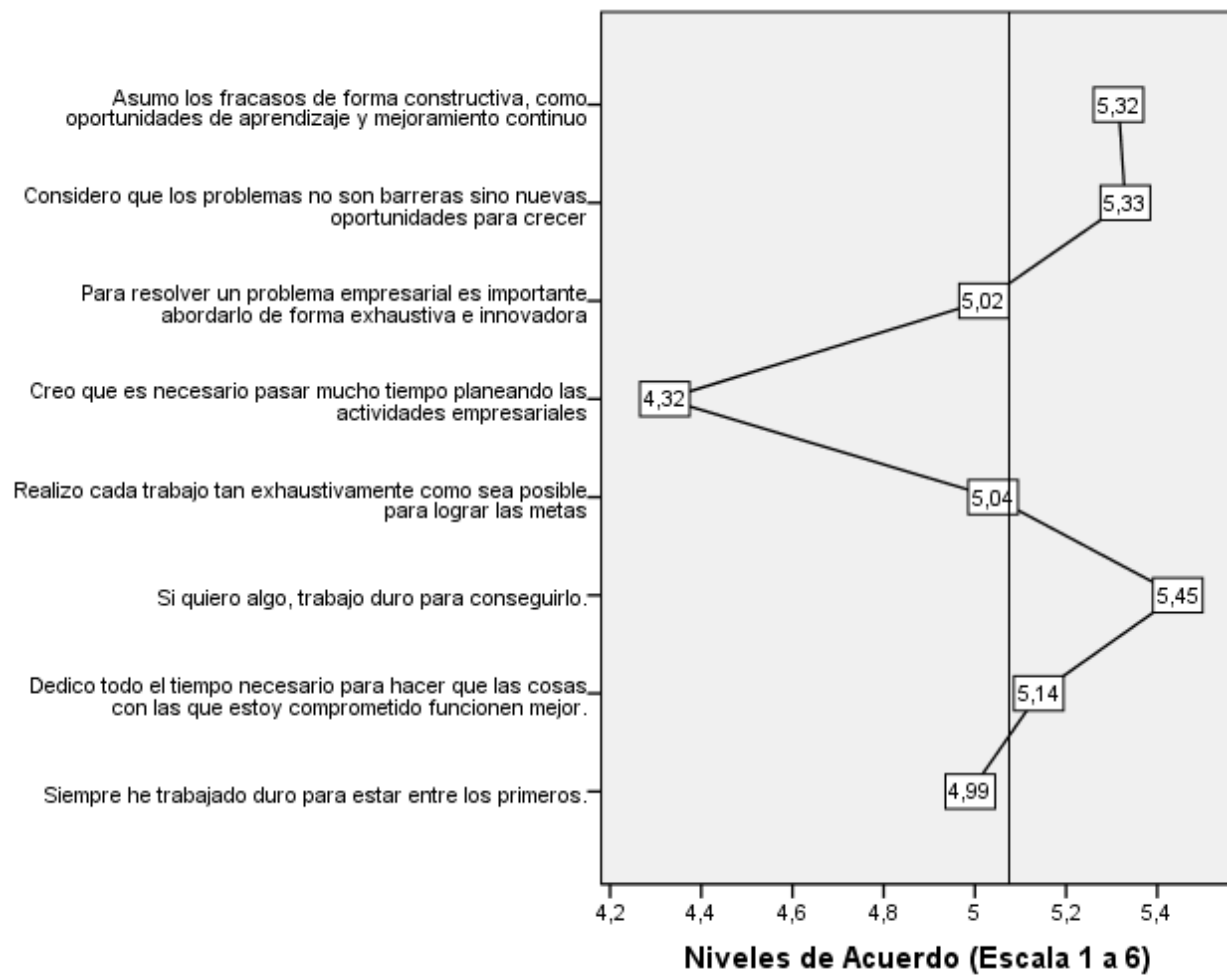 Asumo los fracasos de forma constructiva, como
oportunidades de aprendizaje y mejoramiento continuo
5,32
Considero que los problemas no son barreras sino nuevas
oportunidades para crecer
5,33
Para resolver un problema empresarial es importante
abordarlo de forma exhaustiva e innovadora
5,02
Creo que es necesario pasar mucho tiempo planeando las
actividades empresariales
4,32
Realizo cada trabajo tan exhaustivamente como sea posible
para lograr las metas
5,04
Si quiero algo, trabajo duro para conseguirlo.
5,45
Dedico todo el tiempo necesario para hacer que las cosas
con las que estoy comprometido funcionen mejor.
5,14
Siempre he trabajado duro para estar entre los primeros.
4,99
4,2 4,4 4,6 4,8 5 5,2 5,4
Niveles de Acuerdo (Escala 1 a 6)